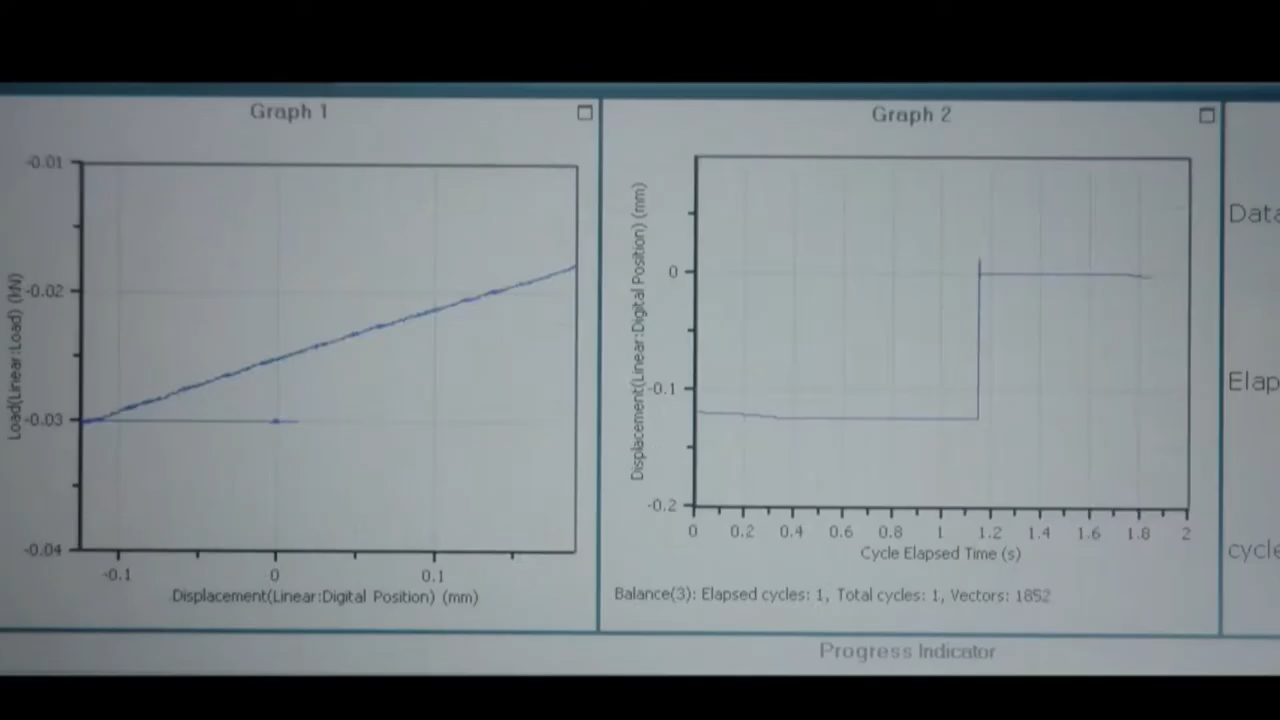 Graph 1
-0.01
-0.02
-0.03
-0.04
Load(Linear:Load) (kN)
-0.1 0 0.1
Displacement(Linear:Digital Position) (mm)
Graph 2
0
-0.1
-0.2
Displacement(Linear:Digital Position) (mm)
0 0.2 0.4 0.6 0.8 1 1.2 1.4 1.6 1.8 2
Cycle Elapsed Time (s)
Balance(3): Elapsed cycles: 1, Total cycles: 1, Vectors: 1852
Data
Elap
cycle
Progress Indicator